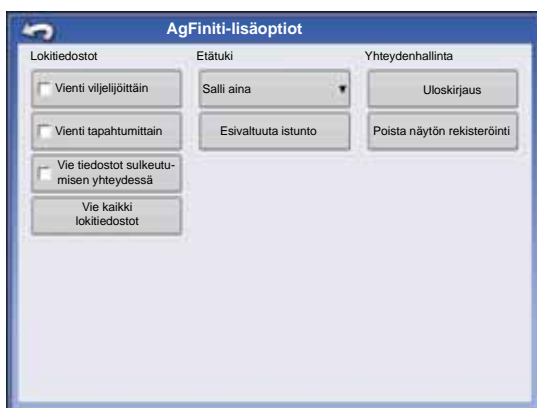 AgFiniti-lisäoptiot
Lokitiedostot
Vienti viljelijöittäin
Vienti tapahtumittain
Vie tiedostot sulkeutu-
misen yhteydessä
Vie kaikki
lokitiedostot
Etätuki
Salli aina
Esivaltuuta istunto
Yhteydenhallinta
Uloskirjaus
Poista näytön rekisteröinti